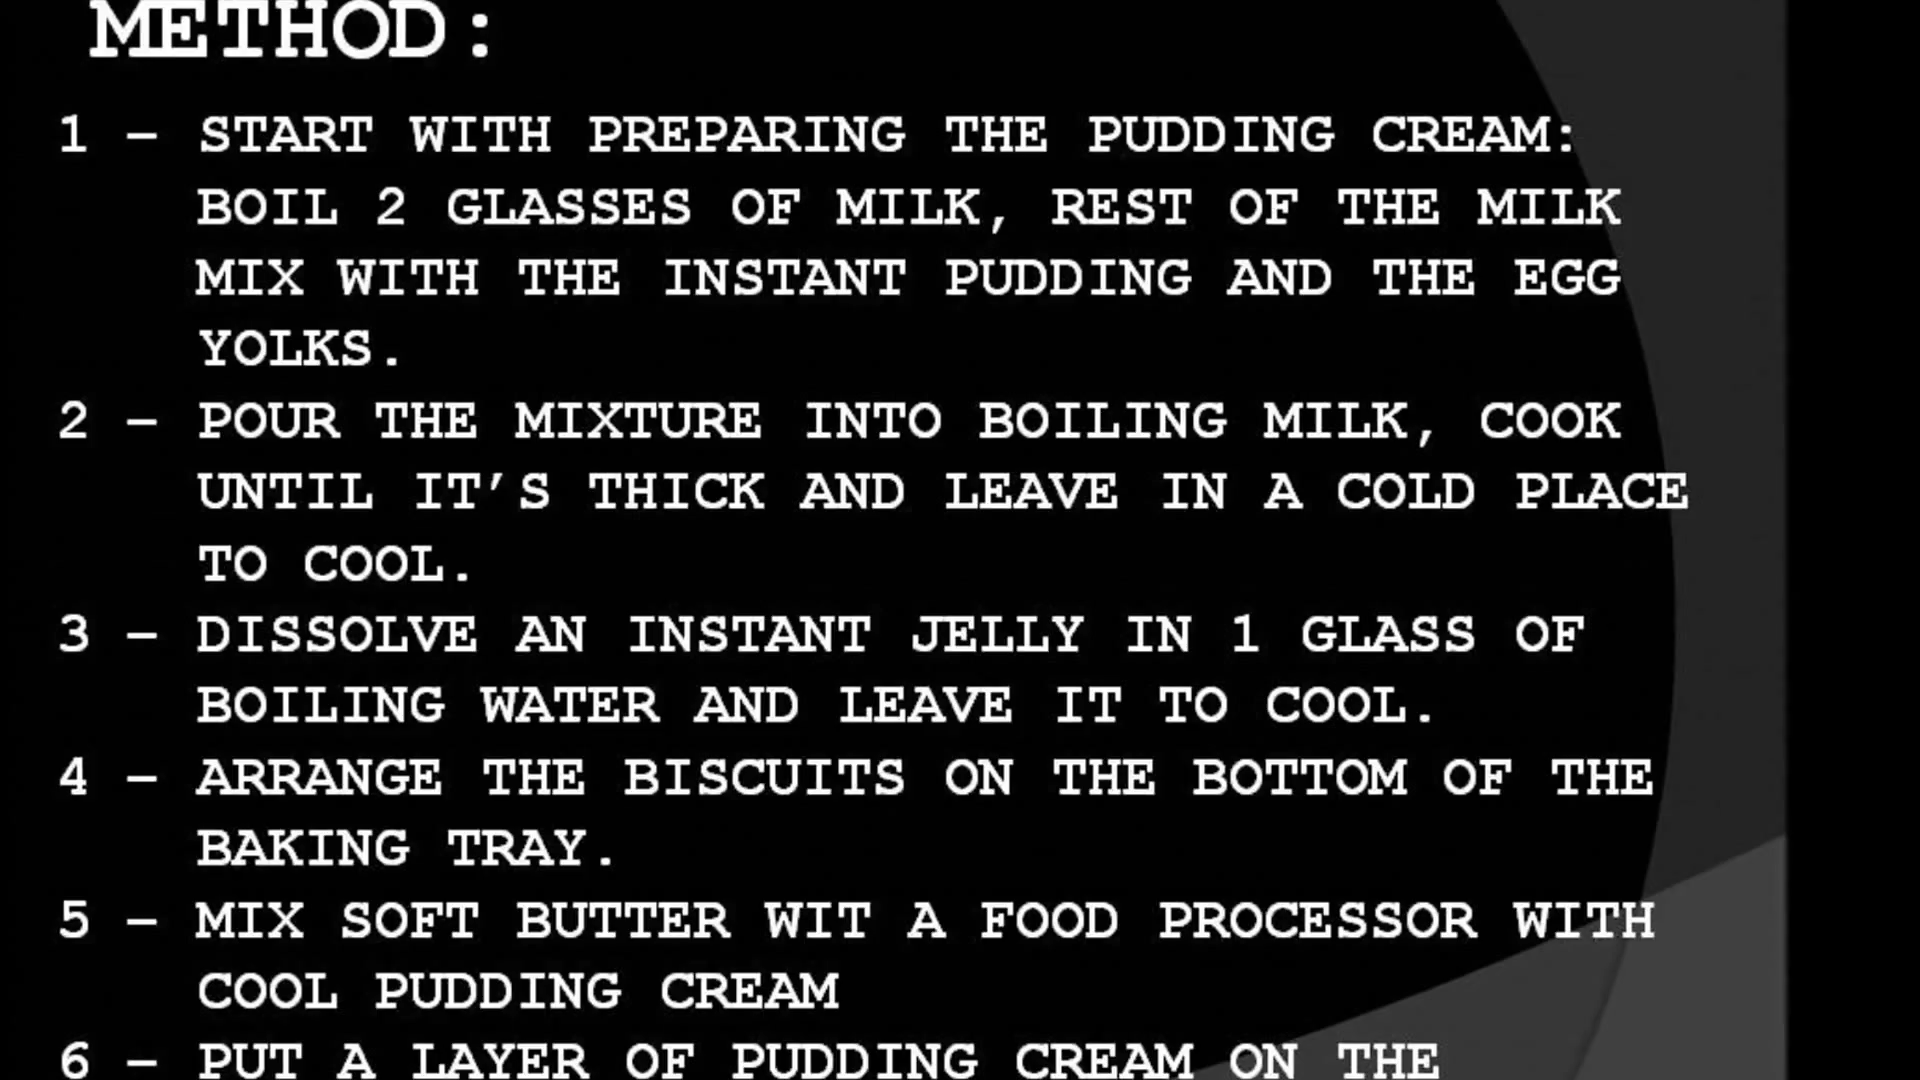 METHOD:
1 – START WITH PREPARING THE PUDDING CREAM:
BOIL 2 GLASSES OF MILK, REST OF THE MILK
MIX WITH THE INSTANT PUDDING AND THE EGG
YOLKS.
2 – POUR THE MIXTURE INTO BOILING MILK, COOK
UNTIL IT’S THICK AND LEAVE IN A COLD PLACE
TO COOL.
3 – DISSOLVE AN INSTANT JELLY IN 1 GLASS OF
BOILING WATER AND LEAVE IT TO COOL.
4 – ARRANGE THE BISCUITS ON THE BOTTOM OF THE
BAKING TRAY.
5 – MIX SOFT BUTTER WIT A FOOD PROCESSOR WITH
COOL PUDDING CREAM
6 – PUT A LAYER OF PUDDING CREAM ON THE